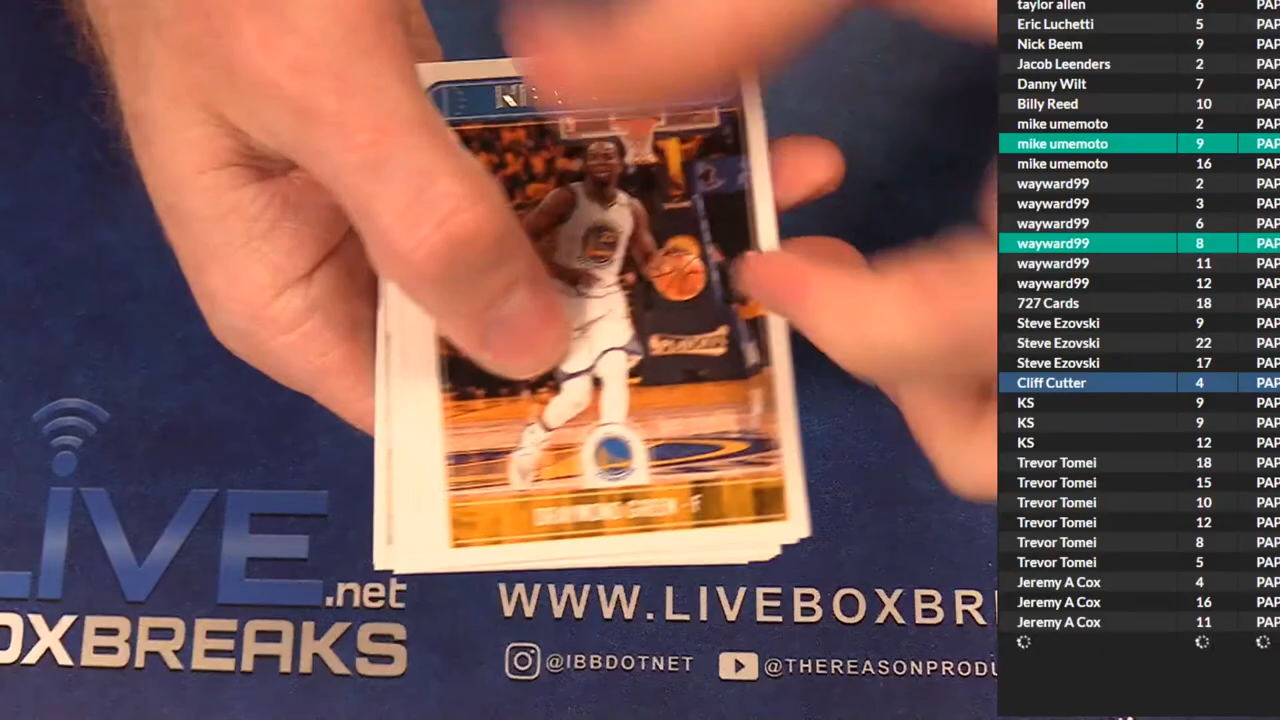 PLAYOFFS
GREEN - F
LIVE
.net
OXBREAKS
WWW.LIVEBOXBR
@IBBDOTNET
@THEREASONPRODU
taylor allen 6 PAP
Eric Luchetti 5 PAP
Nick Beem 9 PAP
Jacob Leenders 2 PAP
Danny Wilt 7 PAP
Billy Reed 10 PAP
mike umemoto 2 PAP
mike umemoto 9 PAP
mike umemoto 16 PAP
wayward99 2 PAP
wayward99 3 PAP
wayward99 6 PAP
wayward99 8 PAP
wayward99 11 PAP
wayward99 12 PAP
727 Cards 18 PAP
Steve Ezovski 9 PAP
Steve Ezovski 22 PAP
Steve Ezovski 17 PAP
Cliff Cutter 4 PAP
KS 9 PAP
KS 9 PAP
KS 12 PAP
Trevor Tomei 18 PAP
Trevor Tomei 15 PAP
Trevor Tomei 10 PAP
Trevor Tomei 12 PAP
Trevor Tomei 8 PAP
Trevor Tomei 5 PAP
Jeremy A Cox 4 PAP
Jeremy A Cox 16 PAP
Jeremy A Cox 11 PAP